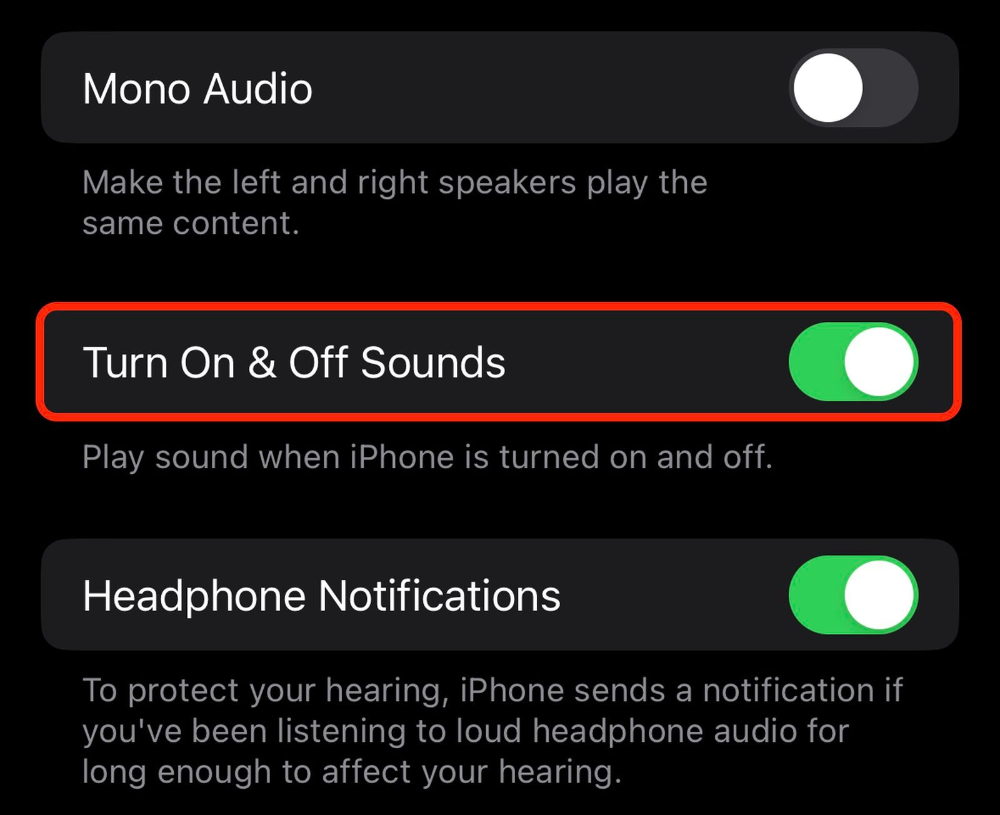 Mono Audio
Make the left and right speakers play the
same content.
Turn On & Off Sounds
Play sound when iPhone is turned on and off.
Headphone Notifications
To protect your hearing, iPhone sends a notification if
you've been listening to loud headphone audio for
long enough to affect your hearing.